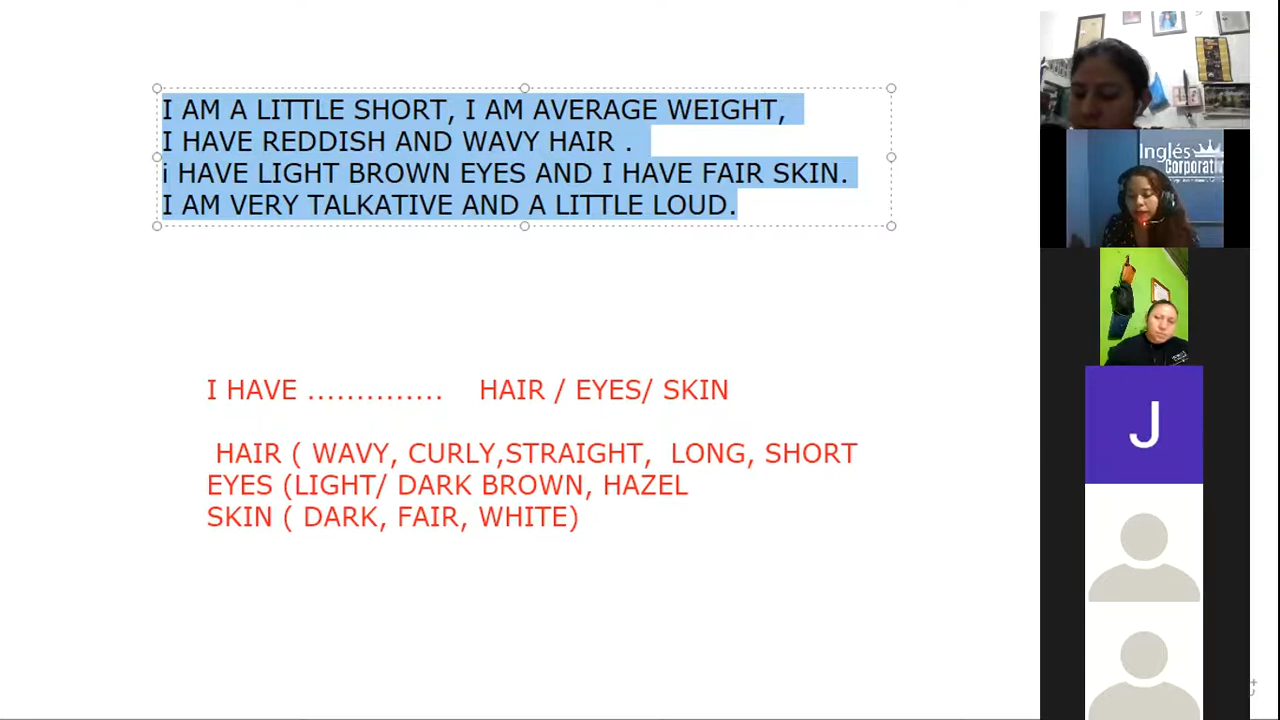 I AM A LITTLE SHORT, I AM AVERAGE WEIGHT,
I HAVE REDDISH AND WAVY HAIR .
i HAVE LIGHT BROWN EYES AND I HAVE FAIR SKIN.
I AM VERY TALKATIVE AND A LITTLE LOUD.
I HAVE .............. HAIR / EYES/ SKIN
HAIR ( WAVY, CURLY,STRAIGHT, LONG, SHORT
EYES (LIGHT/ DARK BROWN, HAZEL
SKIN ( DARK, FAIR, WHITE)
Inglés
Corporativ
J